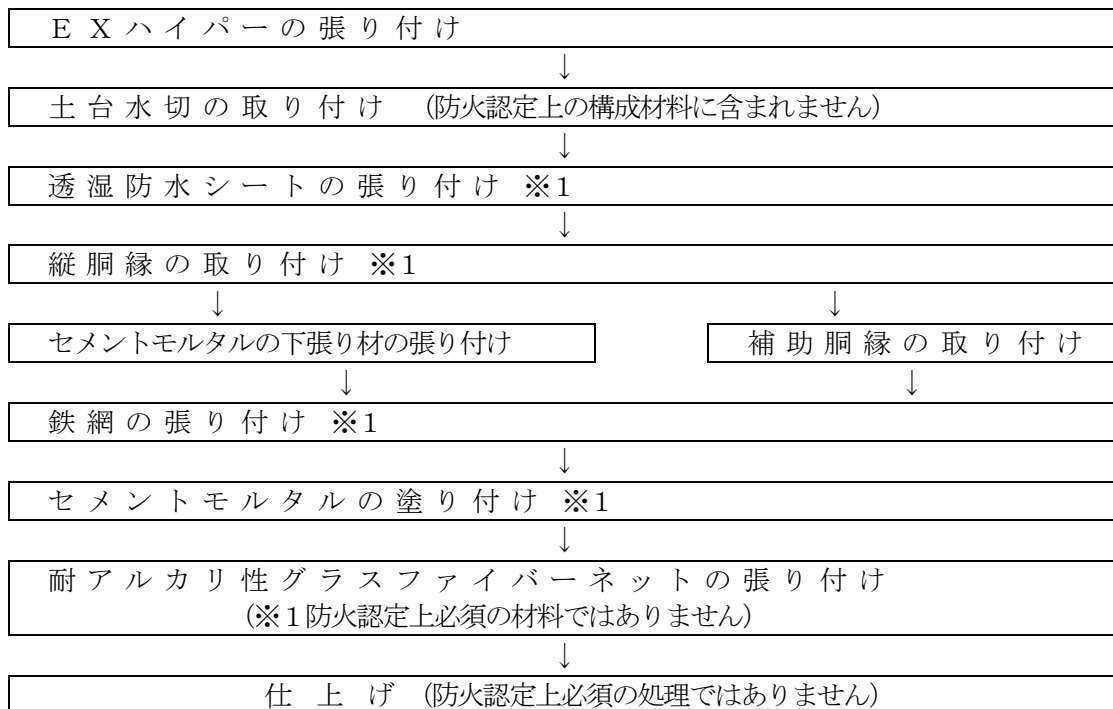 ＥＸハイパーの張り付け
↓
土台水切の取り付け （防火認定上の構成材料に含まれません）
↓
透湿防水シートの張り付け ※1
↓
縦胴縁の取り付け ※１
↓ ↓
セメントモルタルの下張り材の張り付け 補助胴縁の取り付け
↓ ↓
鉄網の張り付け ※１
↓
セメントモルタルの塗り付け ※１
↓
耐アルカリ性グラスファイバーネットの張り付け
（※１防火認定上必須の材料ではありません）
↓
仕上げ （防火認定上必須の処理ではありません）